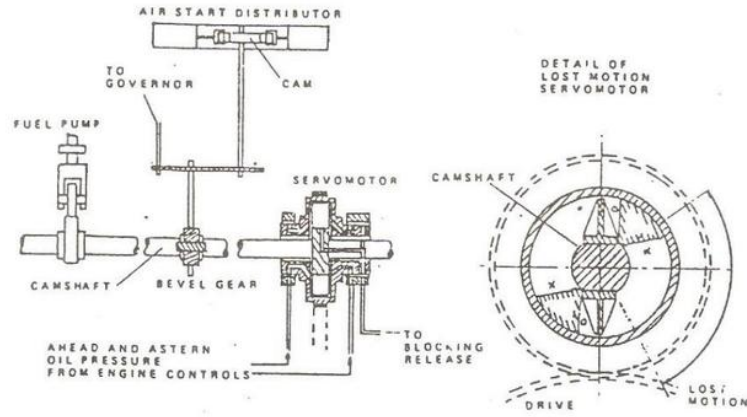 AIR START DISTRIBUTOR
TO
GOVERNOR
CAM
FUEL PUMP
SERVOMOTOR
CAMSHAFT
BEVEL GEAR
AHEAD AND ASTERN
OIL PRESSURE
FROM ENGINE CONTROLS
TO
BLOCKING
RELEASE
DETAIL OF
LOST MOTION
SERVOMOTOR
CAMSHAFT
x
x
DRIVE
LOST
MOTION